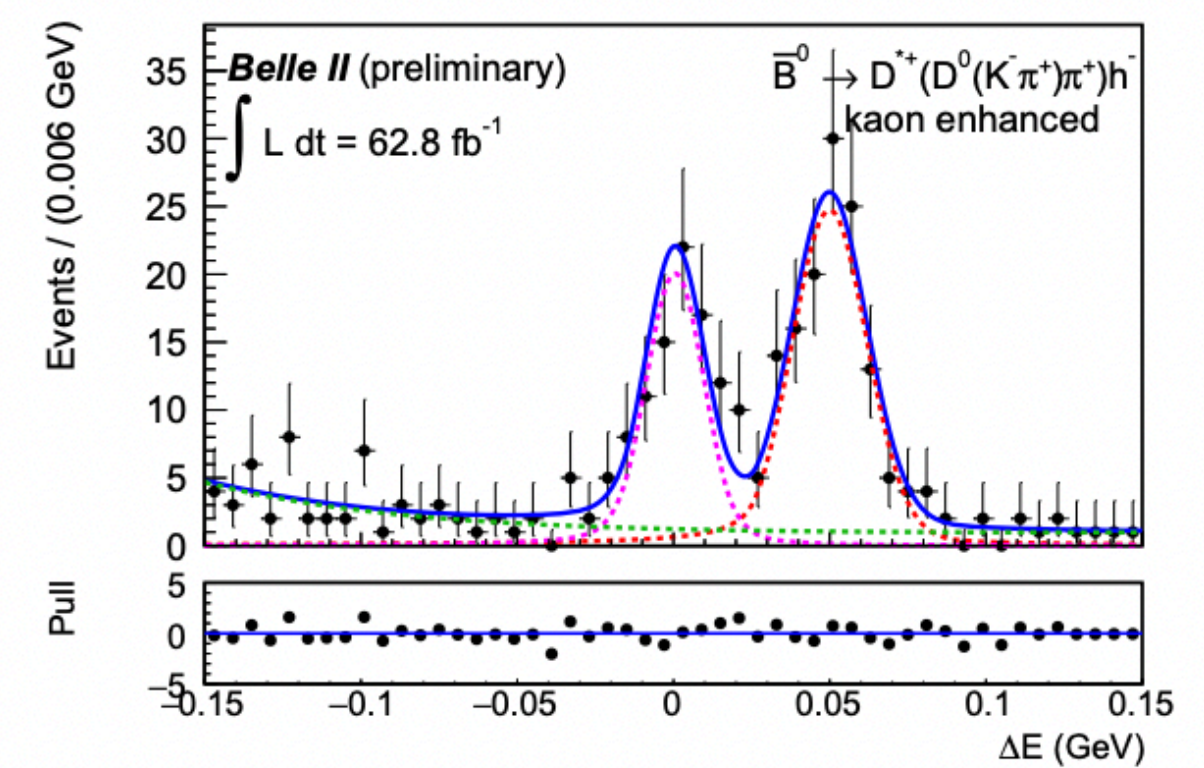 Events / (0.006 GeV)
35
30
25
20
15
10
5
0
Belle II (preliminary)
∫ L dt = 62.8 fb⁻¹
B̅⁰ → D*⁺(D⁰(K⁻π⁺)π⁺)h⁻
kaon enhanced
Pull
5
0
−5
−0.15 −0.1 −0.05 0 0.05 0.1 0.15
ΔE (GeV)